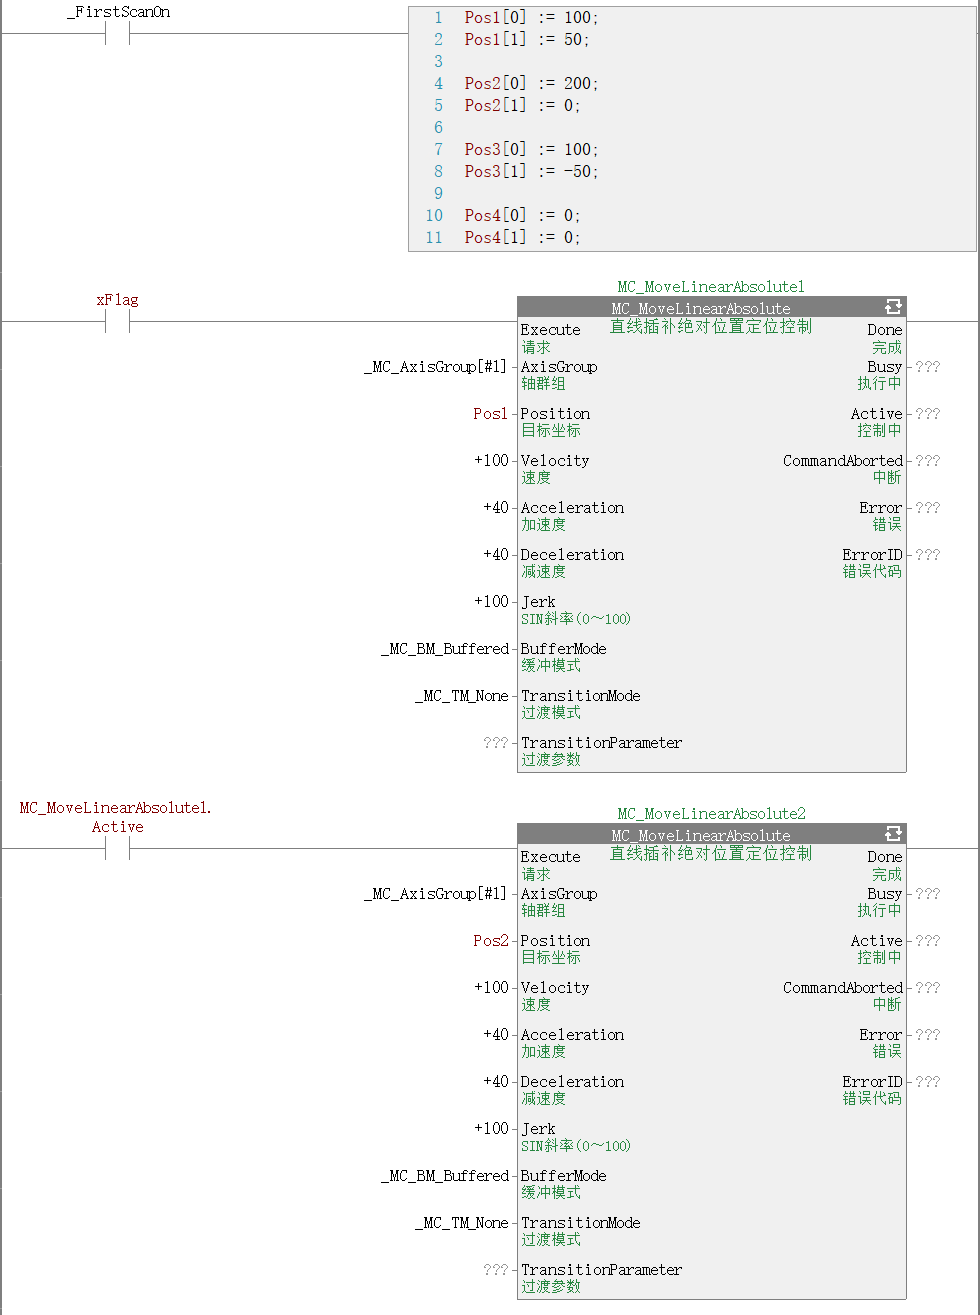 _FirstScanOn
1 Pos1[0] := 100;
2 Pos1[1] := 50;
3
4 Pos2[0] := 200;
5 Pos2[1] := 0;
6
7 Pos3[0] := 100;
8 Pos3[1] := -50;
9
10 Pos4[0] := 0;
11 Pos4[1] := 0;
MC_MoveLinearAbsolute1
xFlag
MC_MoveLinearAbsolute
直线插补绝对位置定位控制
Execute Done
请求 完成
_MC_AxisGroup[#1] AxisGroup Busy ???
轴群组 执行中
Pos1 Position Active ???
目标坐标 控制中
+100 Velocity CommandAborted ???
速度 中断
+40 Acceleration Error ???
加速度 错误
+40 Deceleration ErrorID ???
减速度 错误代码
+100 Jerk
SIN斜率(0～100)
_MC_BM_Buffered BufferMode
缓冲模式
_MC_TM_None TransitionMode
过渡模式
??? TransitionParameter
过渡参数
MC_MoveLinearAbsolute1.
Active
MC_MoveLinearAbsolute2
MC_MoveLinearAbsolute
直线插补绝对位置定位控制
Execute Done
请求 完成
_MC_AxisGroup[#1] AxisGroup Busy ???
轴群组 执行中
Pos2 Position Active ???
目标坐标 控制中
+100 Velocity CommandAborted ???
速度 中断
+40 Acceleration Error ???
加速度 错误
+40 Deceleration ErrorID ???
减速度 错误代码
+100 Jerk
SIN斜率(0～100)
_MC_BM_Buffered BufferMode
缓冲模式
_MC_TM_None TransitionMode
过渡模式
??? TransitionParameter
过渡参数